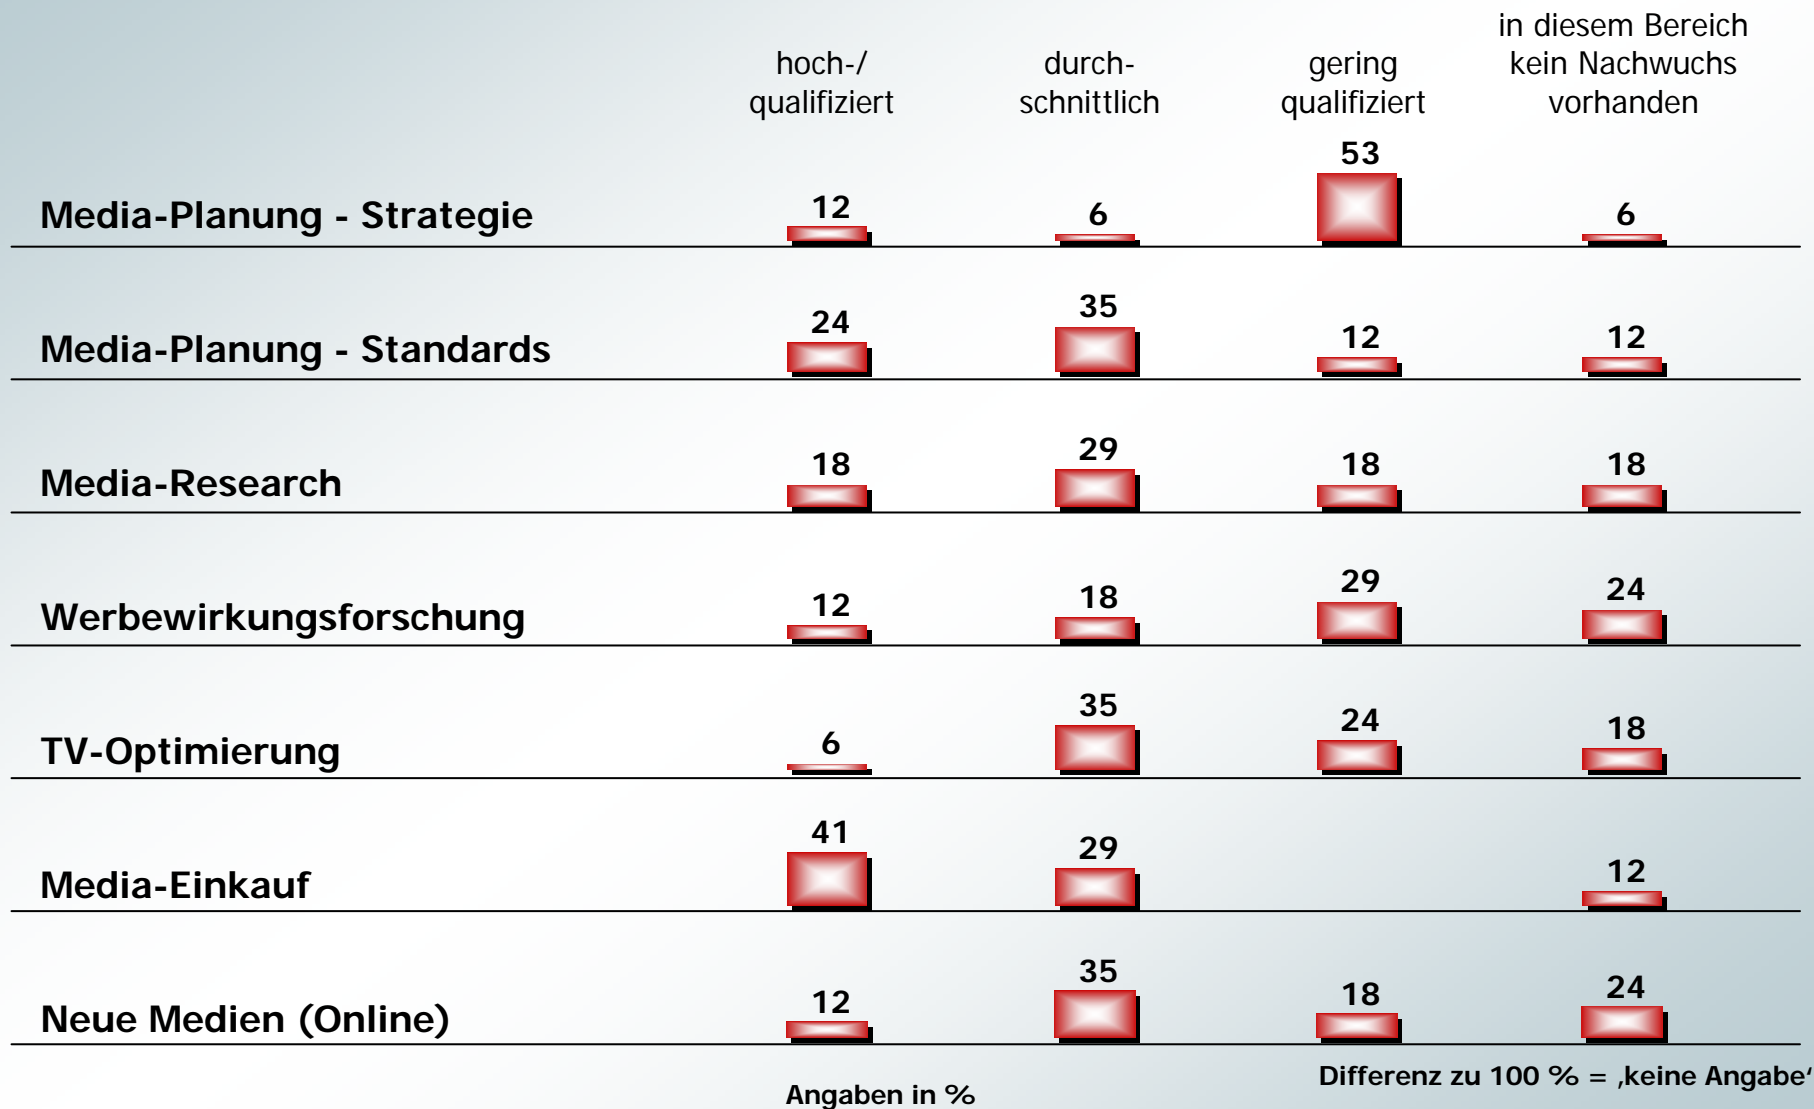 hoch-/
qualifiziert
durch-
schnittlich
gering
qualifiziert
in diesem Bereich
kein Nachwuchs
vorhanden
Media-Planung - Strategie 12 6 53 6
Media-Planung - Standards 24 35 12 12
Media-Research 18 29 18 18
Werbewirkungsforschung 12 18 29 24
TV-Optimierung 6 35 24 18
Media-Einkauf 41 29 12
Neue Medien (Online) 12 35 18 24
Angaben in %
Differenz zu 100 % = ‚keine Angabe‘